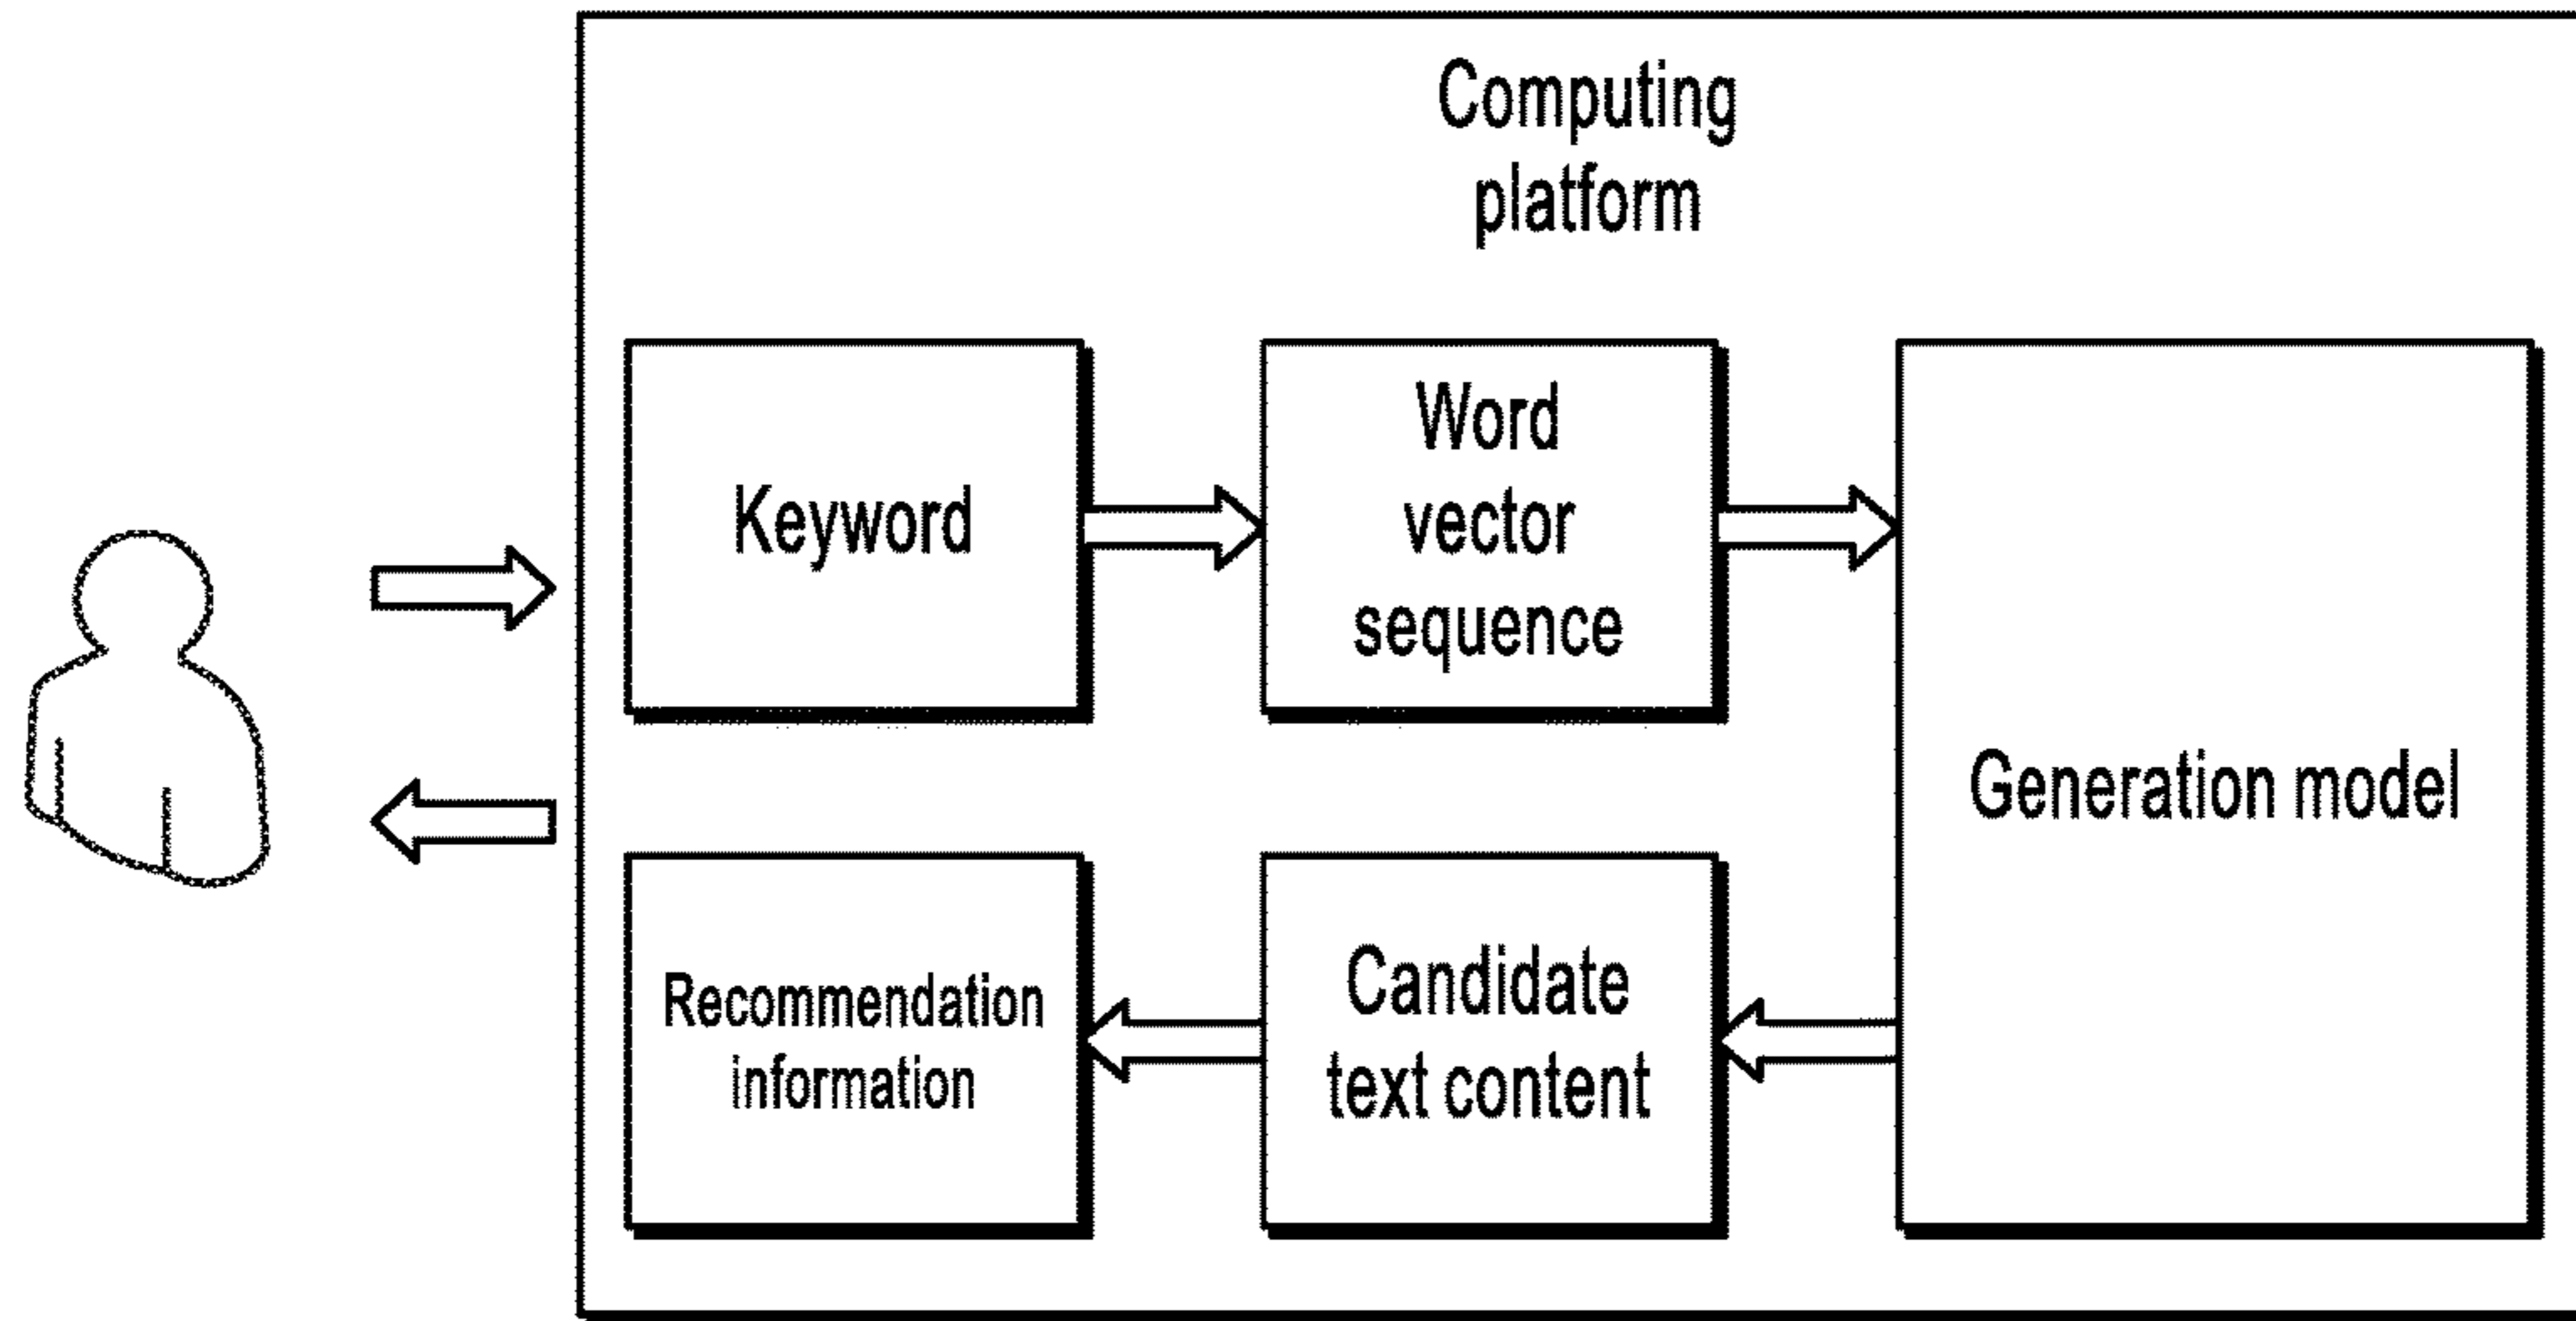 Computing
platform
Keyword
Word
vector
sequence
Generation model
Recommendation
information
Candidate
text content